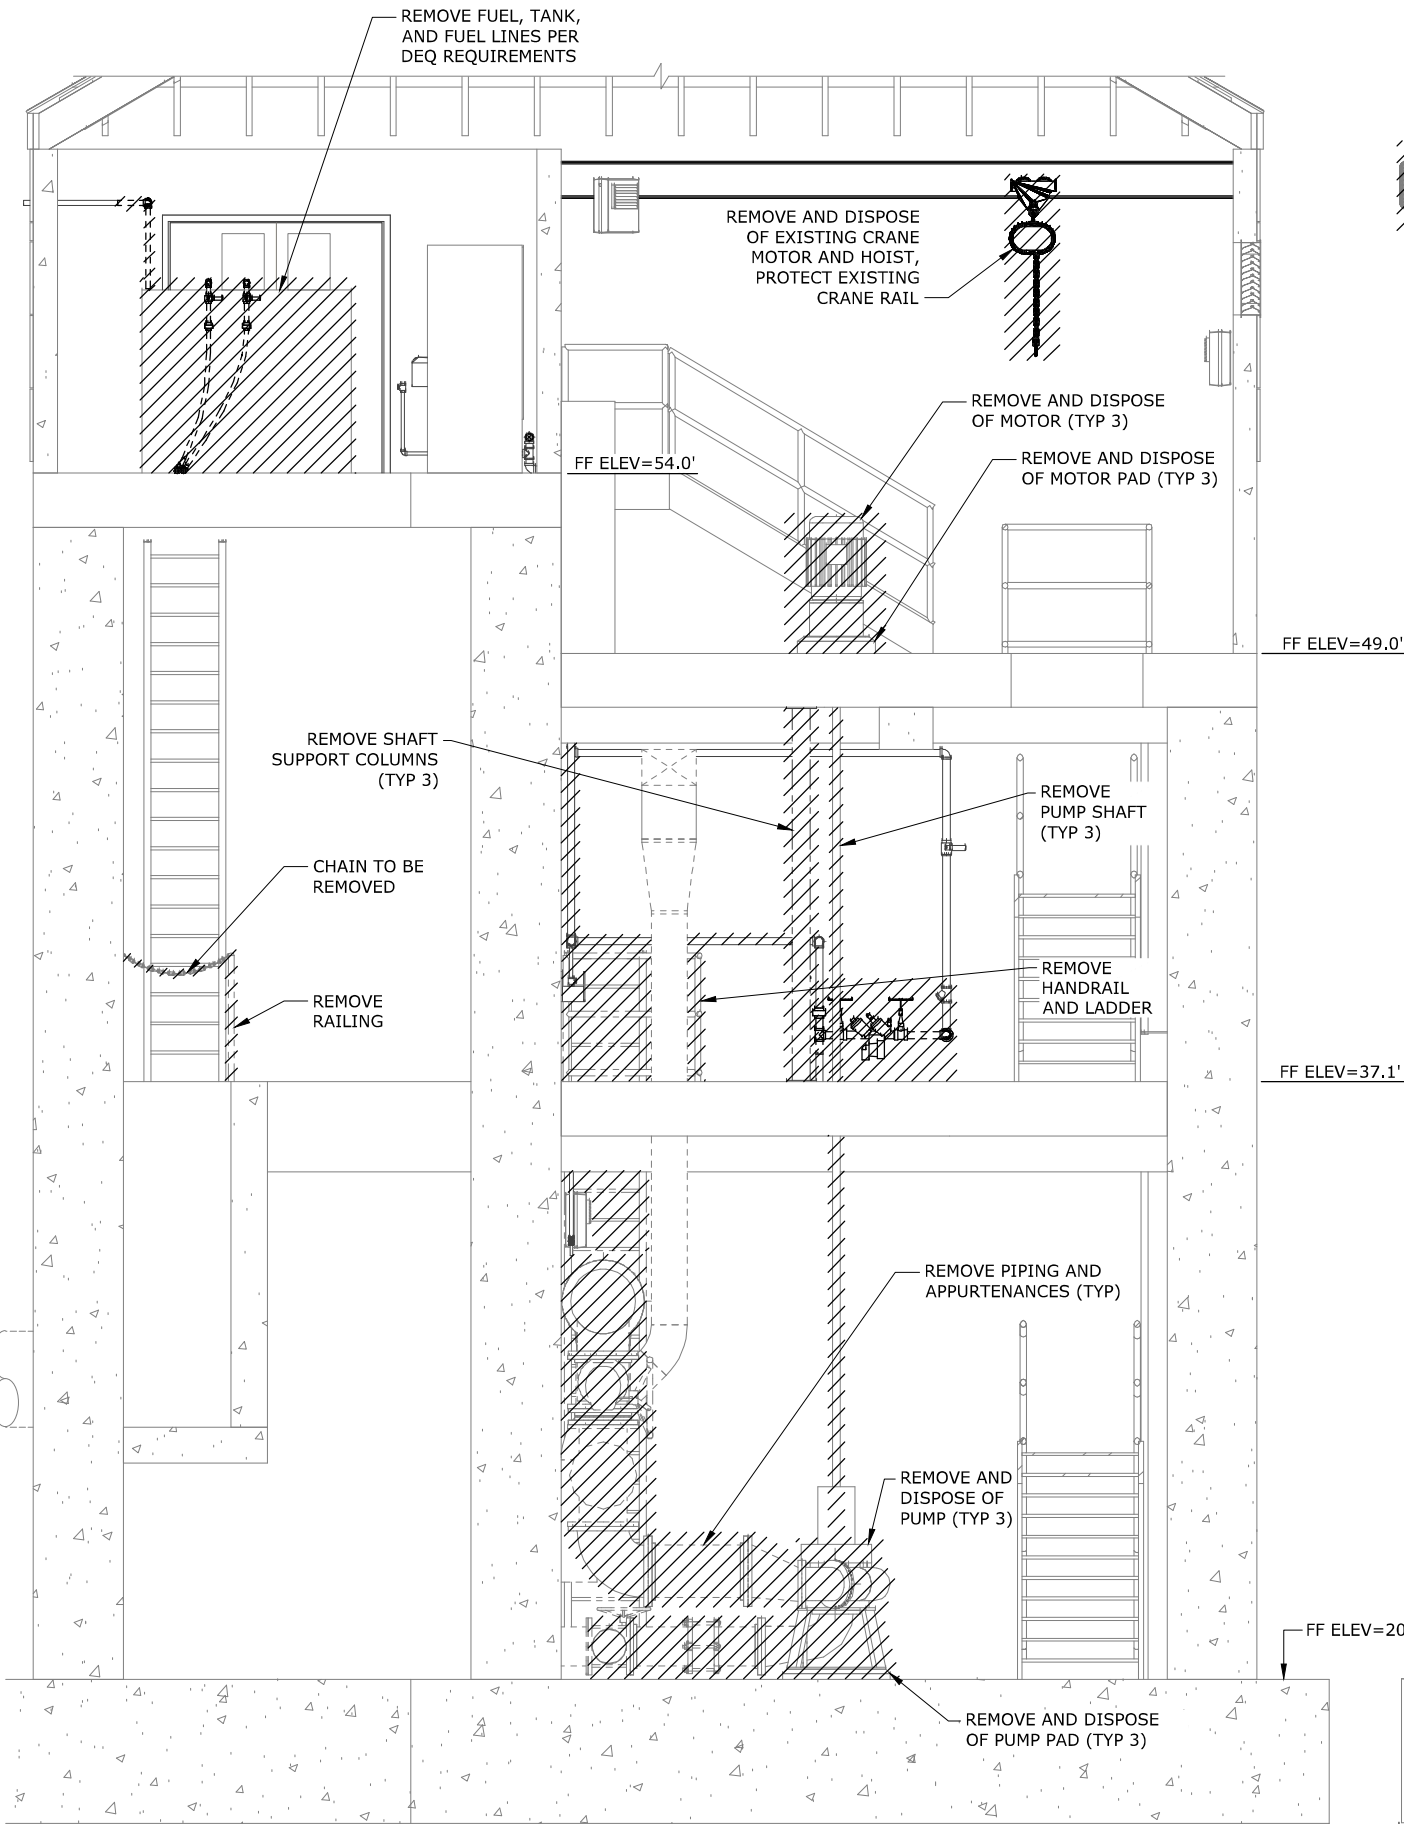 REMOVE FUEL, TANK,
AND FUEL LINES PER
DEQ REQUIREMENTS
REMOVE AND DISPOSE
OF EXISTING CRANE
MOTOR AND HOIST,
PROTECT EXISTING
CRANE RAIL
REMOVE AND DISPOSE
OF MOTOR (TYP 3)
FF ELEV=54.0'
REMOVE AND DISPOSE
OF MOTOR PAD (TYP 3)
FF ELEV=49.0'
REMOVE SHAFT
SUPPORT COLUMNS
(TYP 3)
REMOVE
PUMP SHAFT
(TYP 3)
CHAIN TO BE
REMOVED
REMOVE
HANDRAIL
AND LADDER
REMOVE
RAILING
FF ELEV=37.1'
REMOVE PIPING AND
APPURTENANCES (TYP)
REMOVE AND
DISPOSE OF
PUMP (TYP 3)
FF ELEV=20
REMOVE AND DISPOSE
OF PUMP PAD (TYP 3)